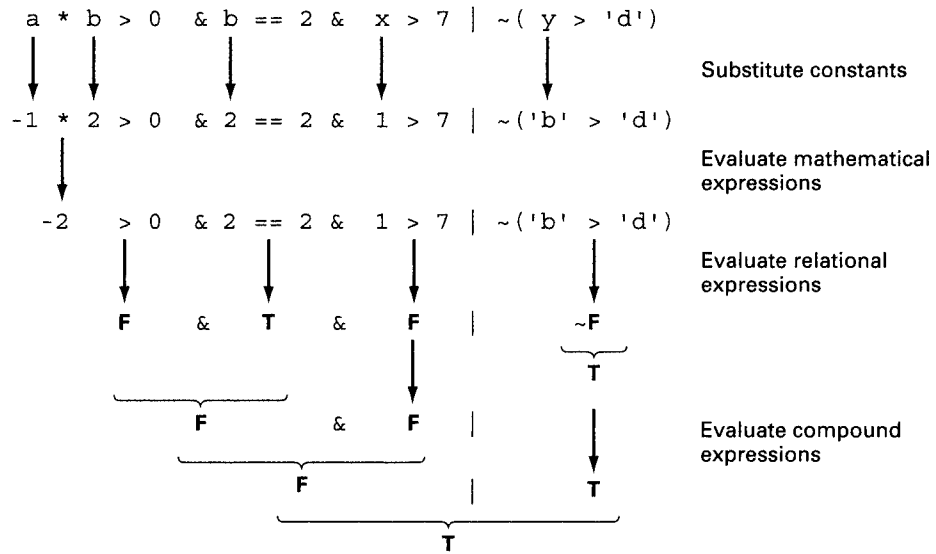 a * b > 0 & b == 2 & x > 7 | ~( y > 'd')
Substitute constants
-1 * 2 > 0 & 2 == 2 & 1 > 7 | ~('b' > 'd')
Evaluate mathematical
expressions
-2 > 0 & 2 == 2 & 1 > 7 | ~('b' > 'd')
Evaluate relational
expressions
F & T & F | ~F
T
F & F |
Evaluate compound
expressions
F | T
T